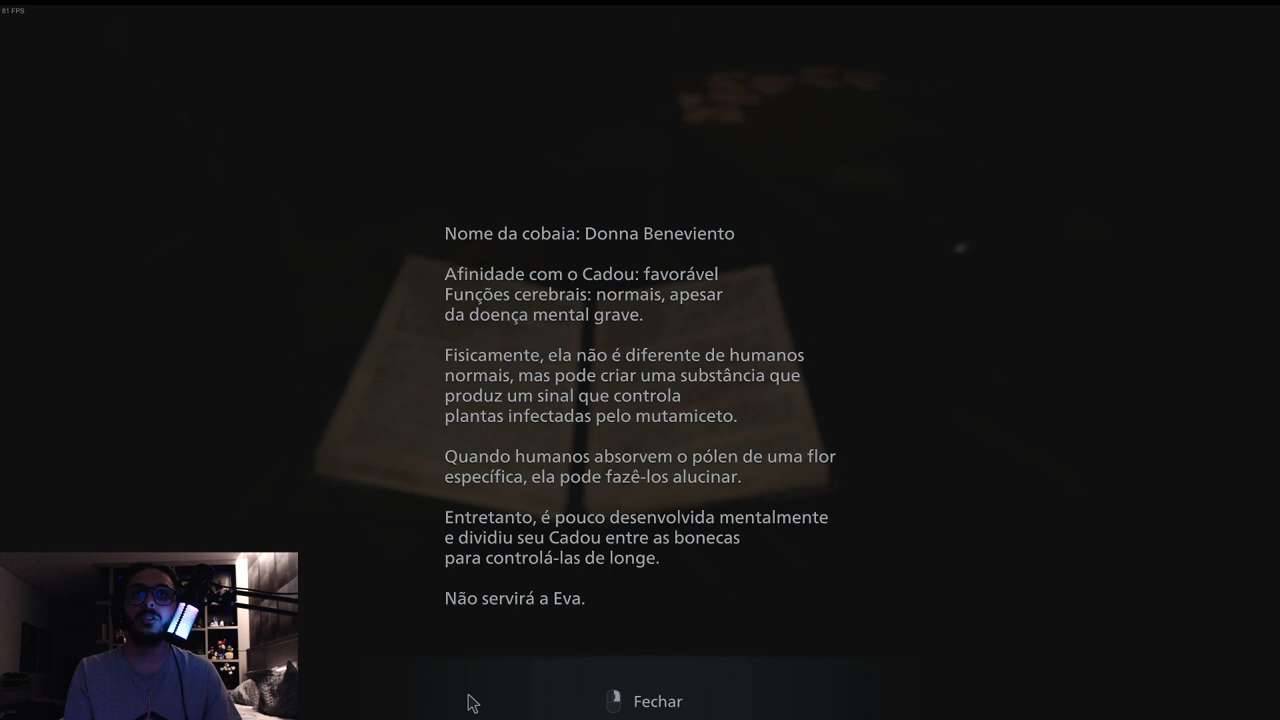 81 FPS
Nome da cobaia: Donna Beneviento
Afinidade com o Cadou: favorável
Funções cerebrais: normais, apesar
da doença mental grave.
Fisicamente, ela não é diferente de humanos
normais, mas pode criar uma substância que
produz um sinal que controla
plantas infectadas pelo mutamiceto.
Quando humanos absorvem o pólen de uma flor
específica, ela pode fazê-los alucinar.
Entretanto, é pouco desenvolvida mentalmente
e dividiu seu Cadou entre as bonecas
para controlá-las de longe.
Não servirá a Eva.
Fechar